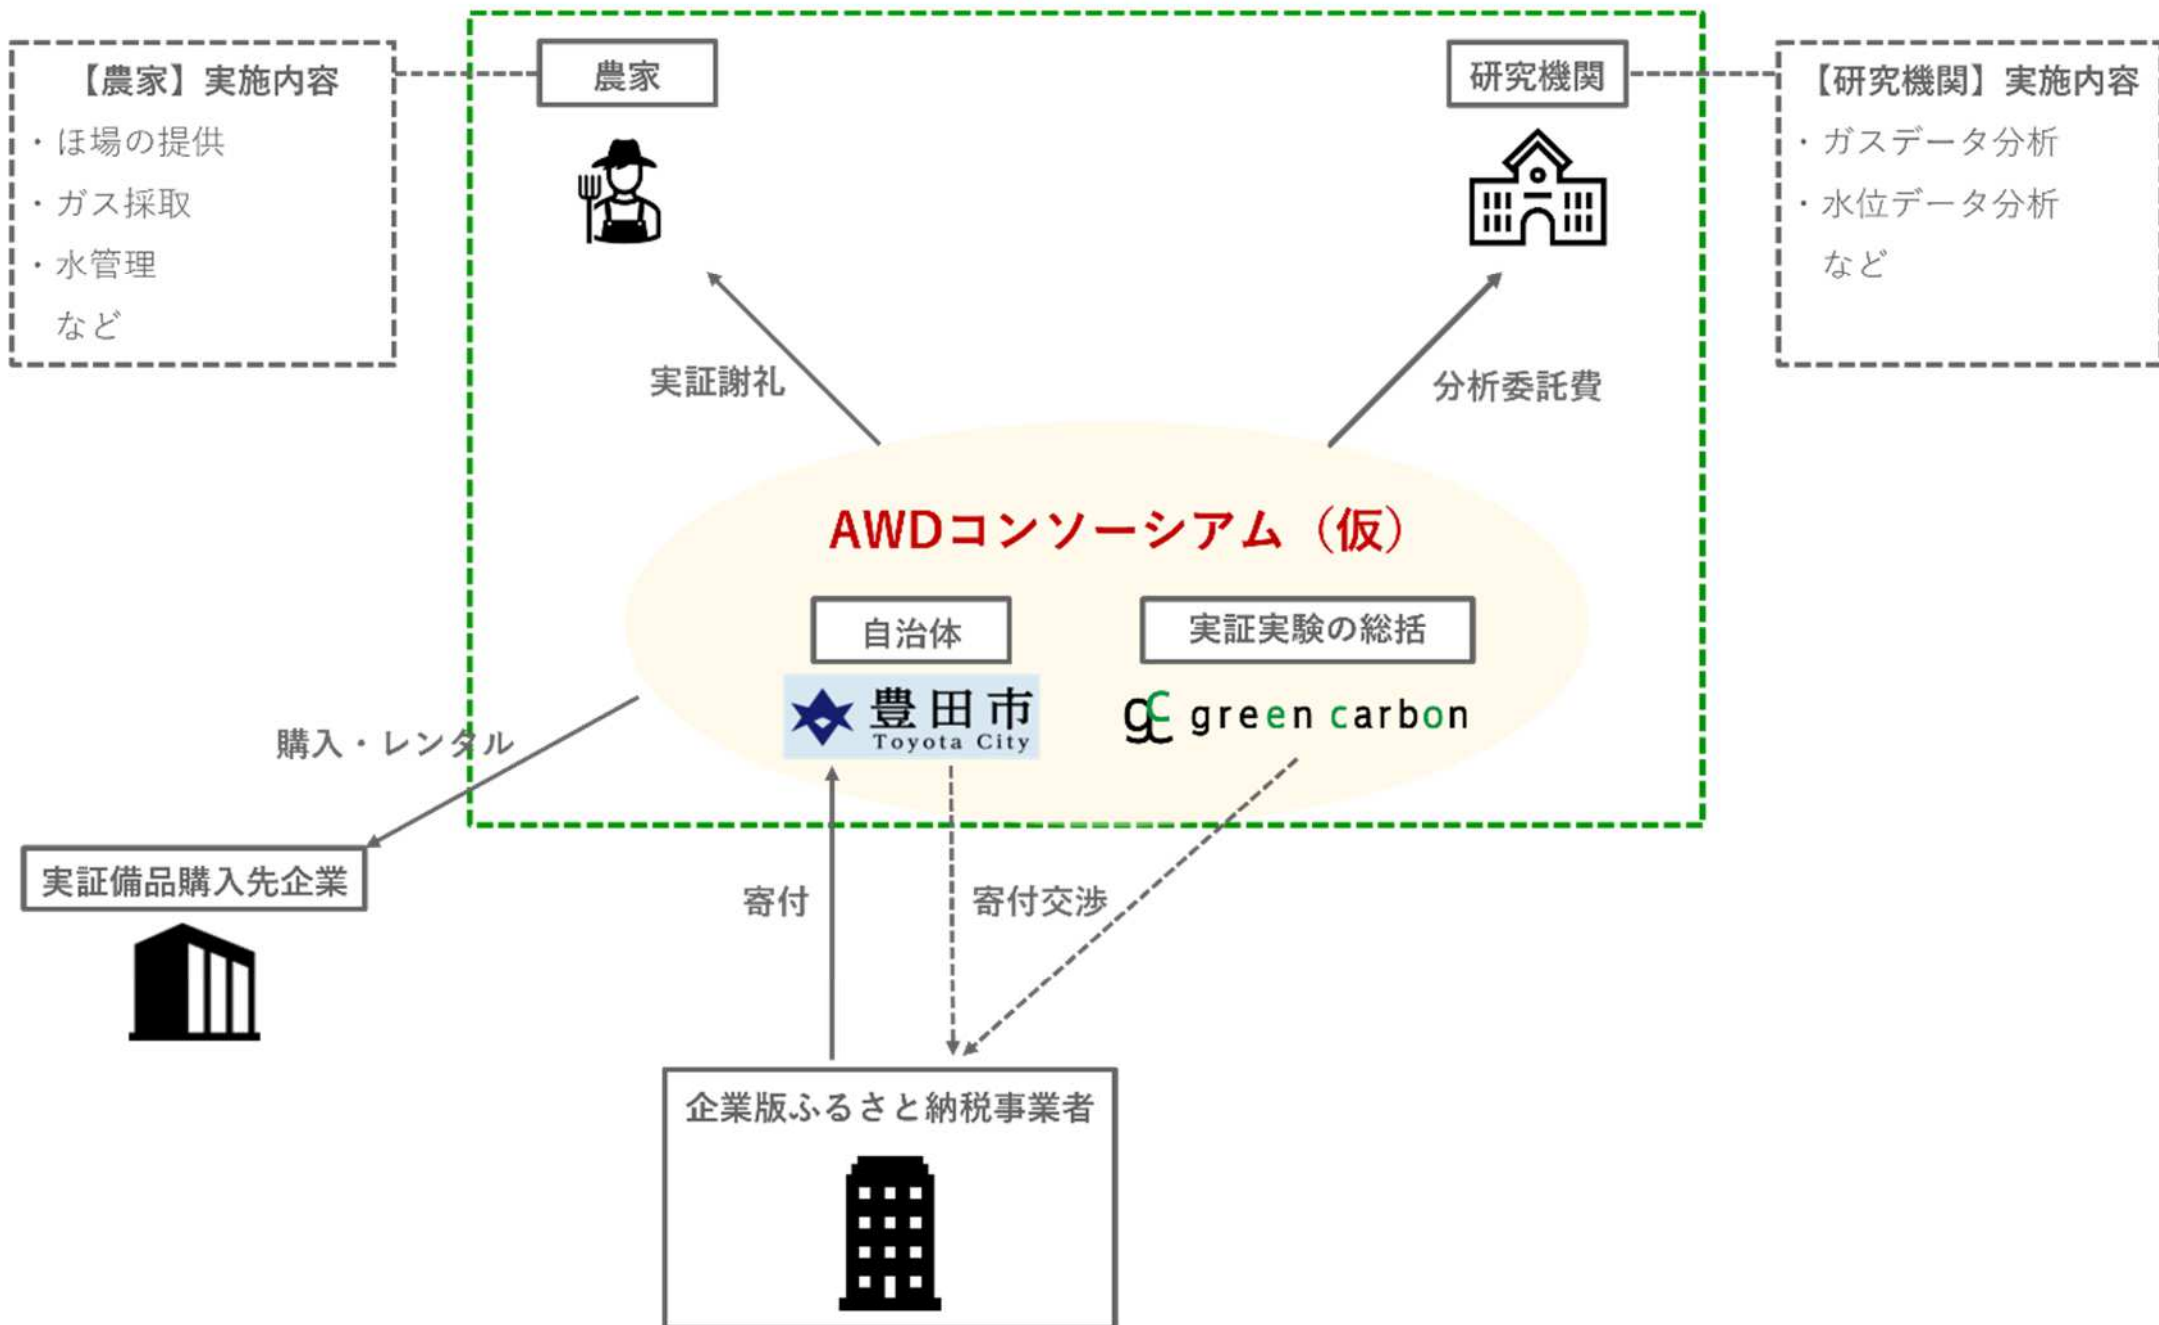 農家
研究機関
【農家】実施内容
・ほ場の提供
・ガス採取
・水管理
など
【研究機関】実施内容
・ガスデータ分析
・水位データ分析
など
実証謝礼
分析委託費
AWDコンソーシアム（仮）
自治体
実証実験の総括
豊田市
Toyota City
gc green carbon
購入・レンタル
実証備品購入先企業
寄付
寄付交渉
企業版ふるさと納税事業者